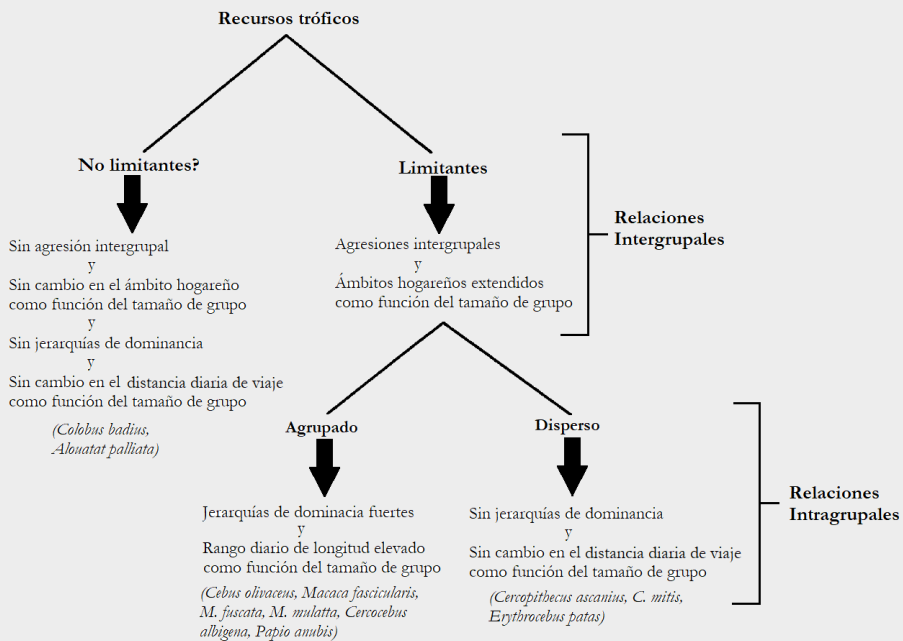 Recursos tróficos
No limitantes?
Sin agresión intergrupal
y
Sin cambio en el ámbito hogareño
como función del tamaño de grupo
y
Sin jerarquías de dominancia
y
Sin cambio en el distancia diaria de viaje
como función del tamaño de grupo
(Colobus badius,
Alouatat palliata)
Limitantes
Agresiones intergrupales
y
Ámbitos hogareños extendidos
como función del tamaño de grupo
Relaciones
Intergrupales
Agrupado
Jerarquías de dominacia fuertes
y
Rango diario de longitud elevado
como función del tamaño de grupo
(Cebus olivaceus, Macaca fascicularis,
M. fuscata, M. mulatta, Cercocebus
albigena, Papio anubis)
Disperso
Sin jerarquías de dominancia
y
Sin cambio en el distancia diaria de viaje
como función del tamaño de grupo
(Cercopithecus ascanius, C. mitis,
Erythrocebus patas)
Relaciones
Intragrupales